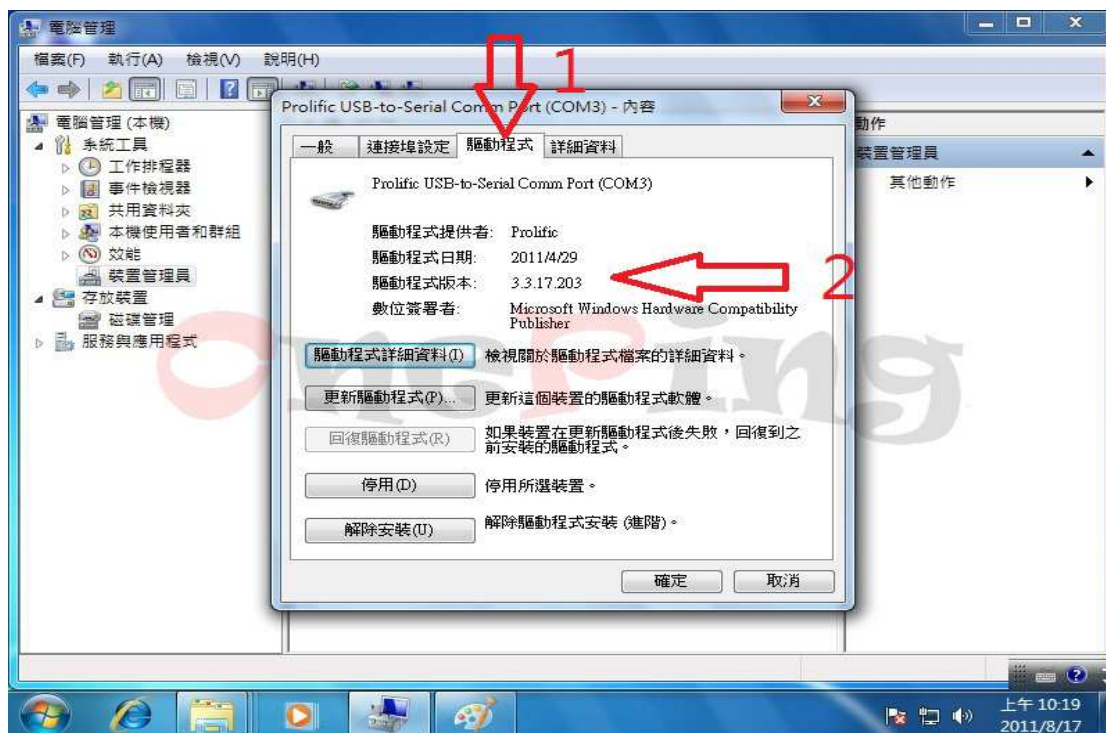 電腦管理
檔案(F) 執行(A) 檢視(V) 說明(H)
1
Prolific USB-to-Serial Comm Port (COM3) - 內容
電腦管理 (本機)
系統工具
工作排程器
事件檢視器
共用資料夾
本機使用者和群組
效能
裝置管理員
存放裝置
磁碟管理
服務與應用程式
一般 連接埠設定 驅動程式 詳細資料
Prolific USB-to-Serial Comm Port (COM3)
驅動程式提供者: Prolific
驅動程式日期: 2011/4/29
驅動程式版本: 3.3.17.203
2
數位簽署者: Microsoft Windows Hardware Compatibility
Publisher
驅動程式詳細資料(I) 檢視關於驅動程式檔案的詳細資料。
更新驅動程式(P)... 更新這個裝置的驅動程式軟體。
回復驅動程式(R) 如果裝置在更新驅動程式後失敗,回復到之
前安裝的驅動程式。
停用(D) 停用所選裝置。
解除安裝(U) 解除驅動程式安裝 (進階)。
確定 取消
動作
裝置管理員
其他動作
OnePing
上午 10:19
2011/8/17